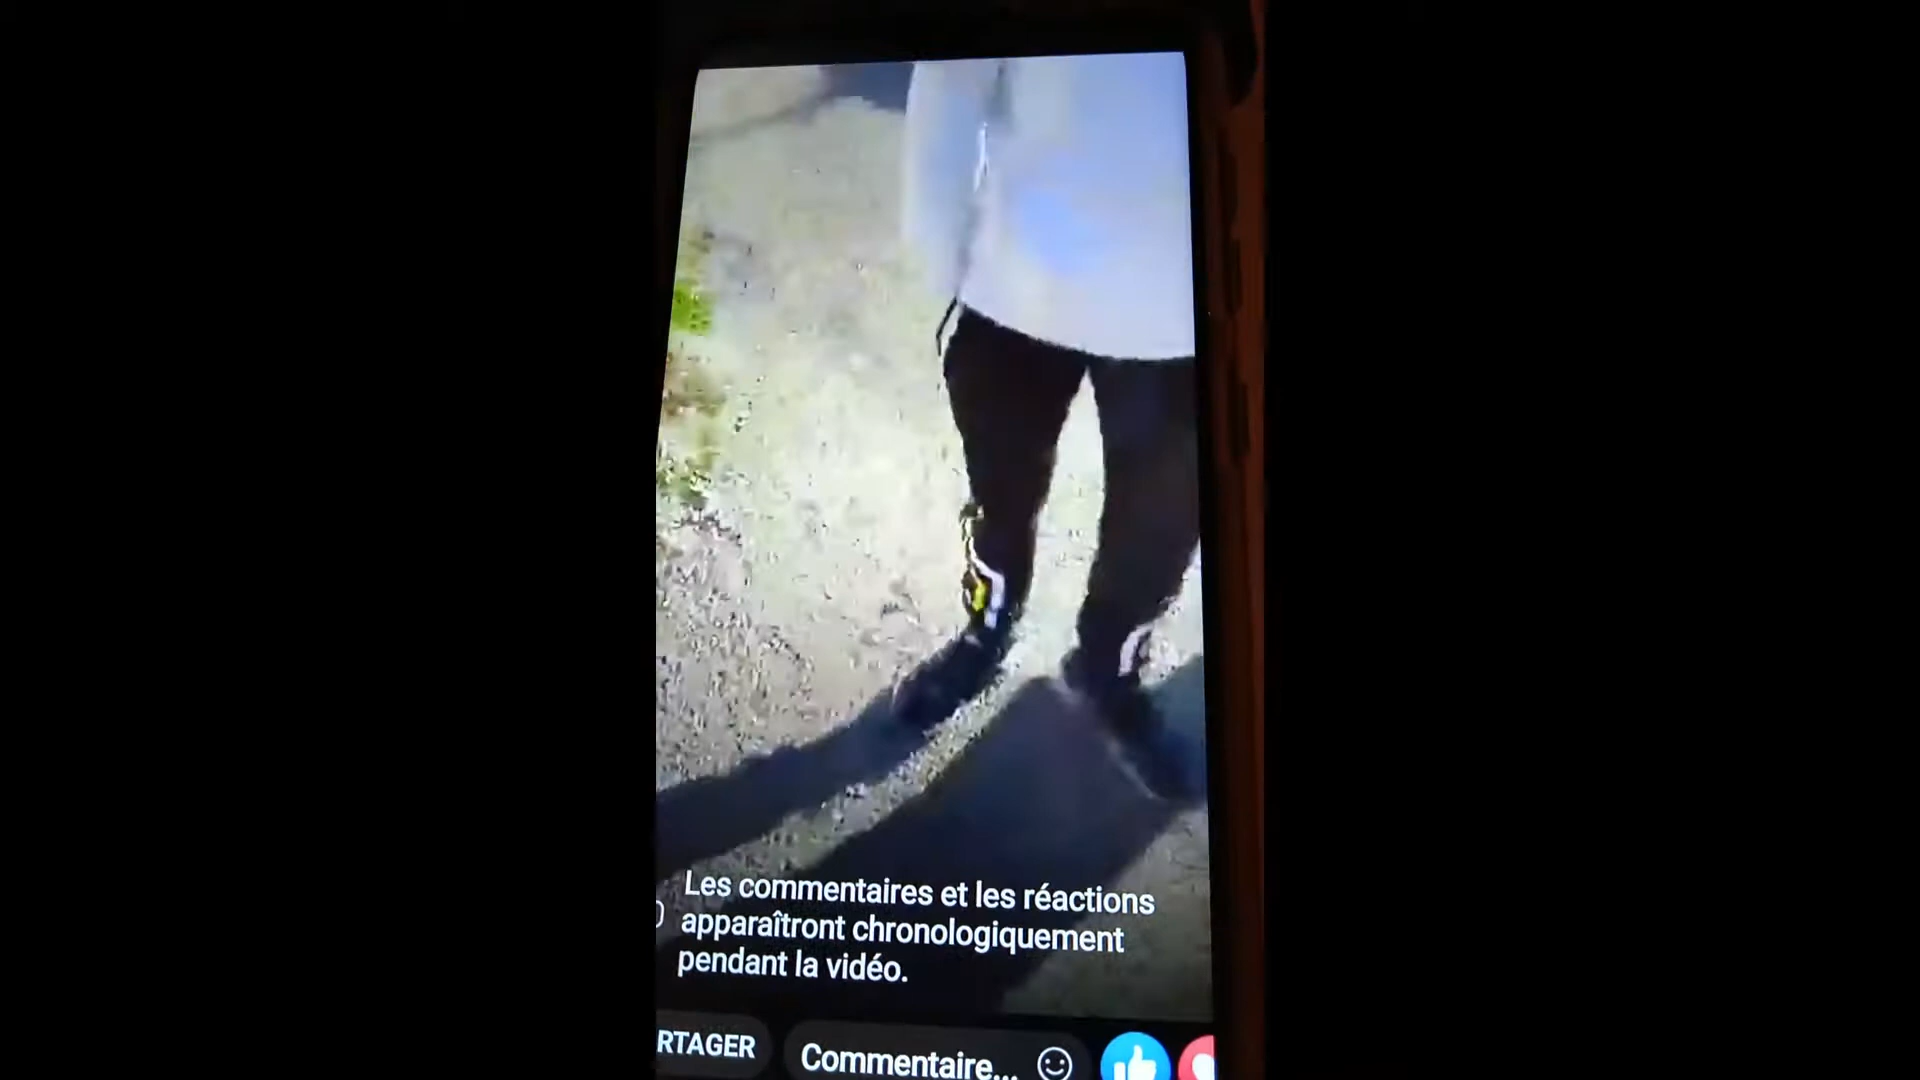 Les commentaires et les réactions
apparaîtront chronologiquement
pendant la vidéo.
RTAGER
Commentaire...